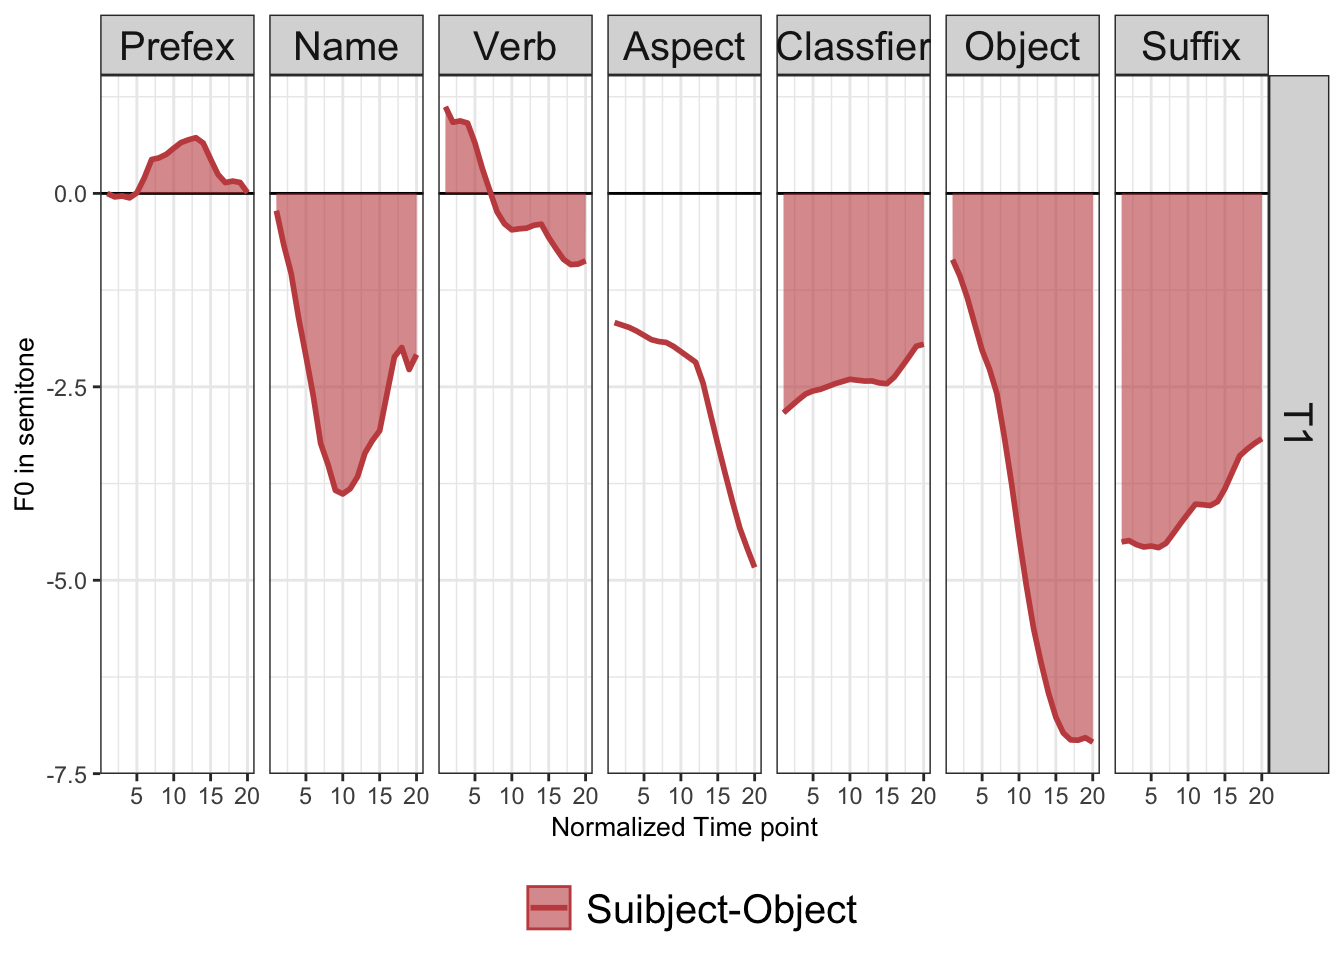 Prefex Name Verb Aspect Classfier Object Suffix
T1
F0 in semitone
0.0
-2.5
-5.0
-7.5
5 10 15 20 5 10 15 20 5 10 15 20 5 10 15 20 5 10 15 20 5 10 15 20 5 10 15 20
Normalized Time point
Suibject-Object